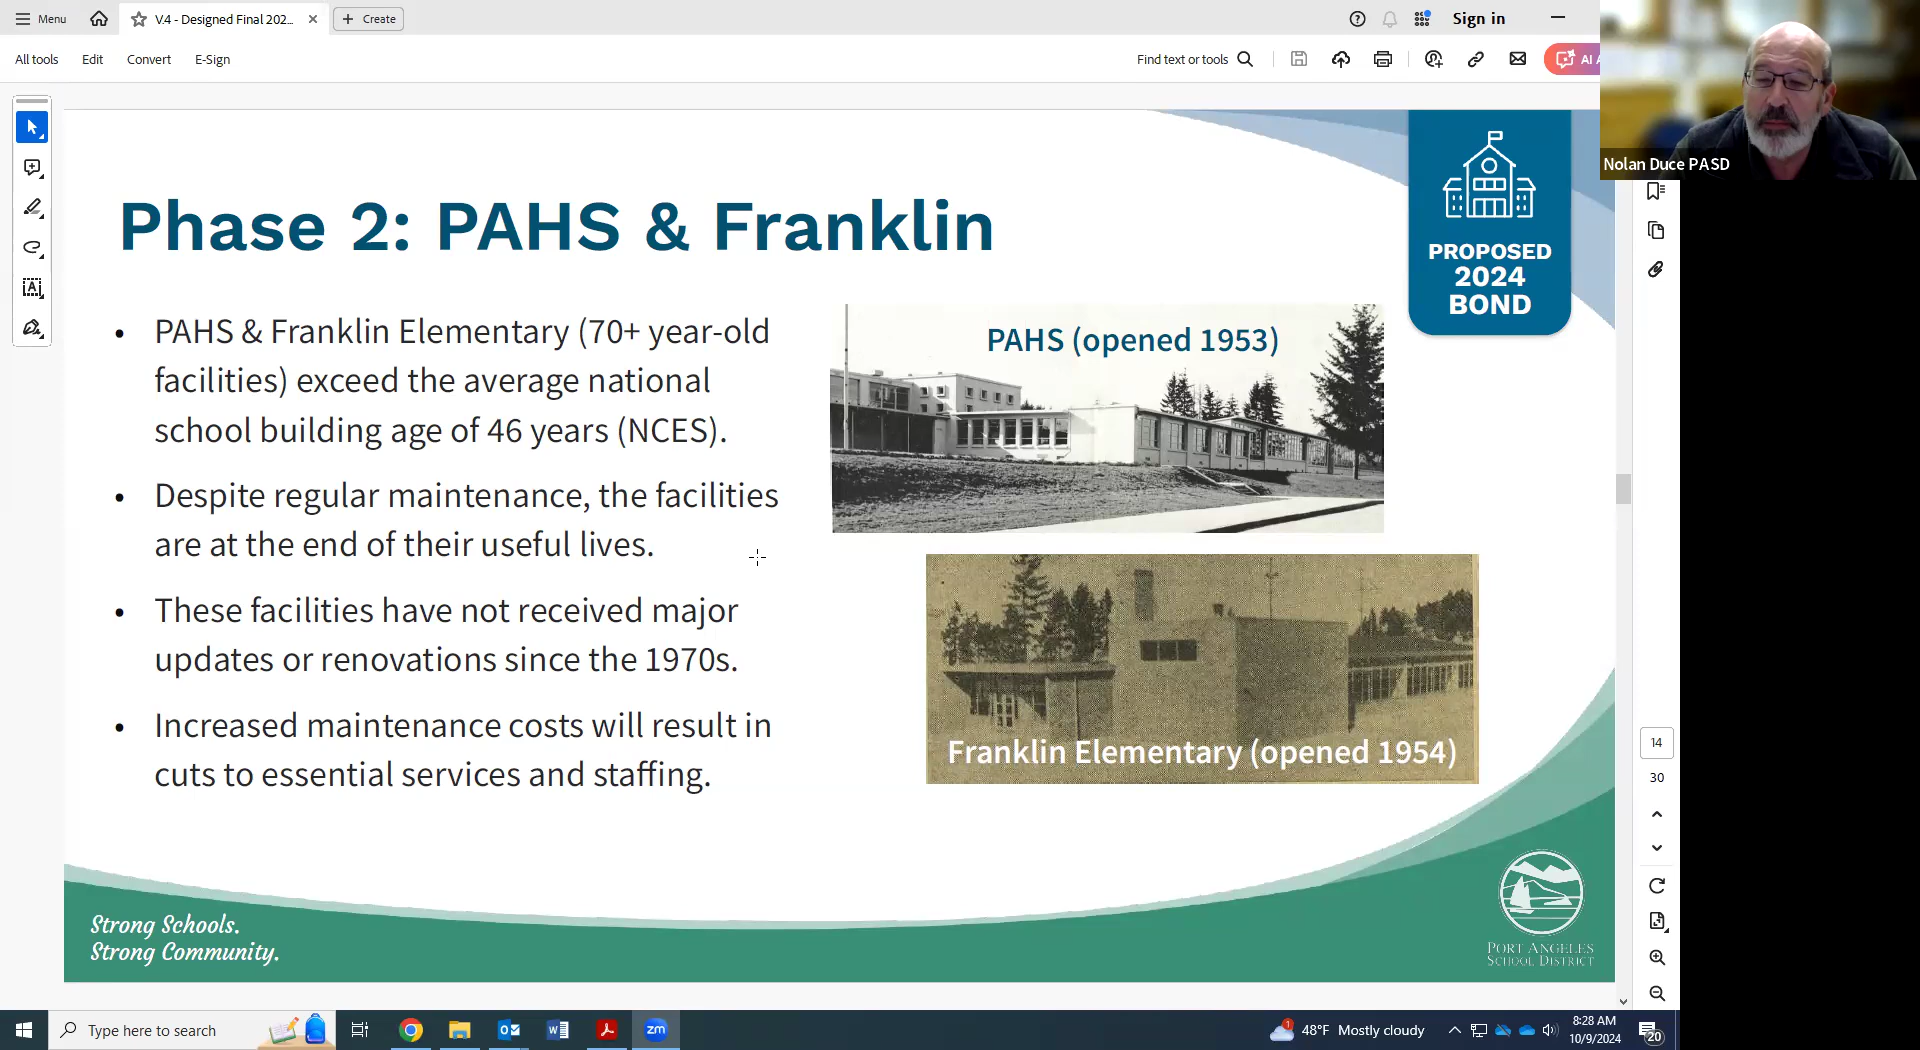 Menu
V.4 - Designed Final 202...
Create
Sign in
All tools
Edit
Convert
E-Sign
Find text or tools
AI
Nolan Duce PASD
Phase 2: PAHS & Franklin
PROPOSED
2024
BOND
• PAHS & Franklin Elementary (70+ year-old
facilities) exceed the average national
school building age of 46 years (NCES).
• Despite regular maintenance, the facilities
are at the end of their useful lives.
• These facilities have not received major
updates or renovations since the 1970s.
• Increased maintenance costs will result in
cuts to essential services and staffing.
PAHS (opened 1953)
Franklin Elementary (opened 1954)
Strong Schools.
Strong Community.
PORT ANGELES
SCHOOL DISTRICT
14
30
Type here to search
zm
1
48°F Mostly cloudy
8:28 AM
10/9/2024
20